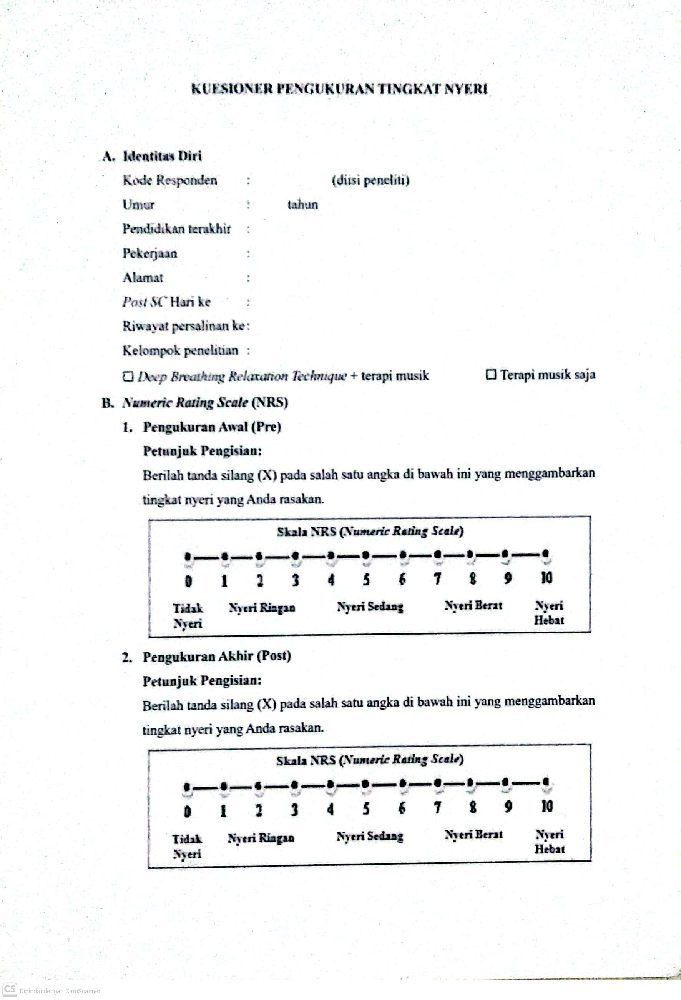 KUESIONER PENGUKURAN TINGKAT NYERI
A. Identitas Diri
Kode Responden : (diisi peneliti)
Umur : tahun
Pendidikan terakhir :
Pekerjaan :
Alamat :
Post SC Hari ke :
Riwayat persalinan ke :
Kelompok penelitian :
☐ Deep Breathing Relaxation Technique + terapi musik ☐ Terapi musik saja
B. Numeric Rating Scale (NRS)
1. Pengukuran Awal (Pre)
Petunjuk Pengisian:
Berilah tanda silang (X) pada salah satu angka di bawah ini yang menggambarkan
tingkat nyeri yang Anda rasakan.
Skala NRS (Numeric Rating Scale)
0 1 2 3 4 5 6 7 8 9 10
Tidak Nyeri Ringan Nyeri Sedang Nyeri Berat Nyeri
Nyeri Hebat
2. Pengukuran Akhir (Post)
Petunjuk Pengisian:
Berilah tanda silang (X) pada salah satu angka di bawah ini yang menggambarkan
tingkat nyeri yang Anda rasakan.
Skala NRS (Numeric Rating Scale)
0 1 2 3 4 5 6 7 8 9 10
Tidak Nyeri Ringan Nyeri Sedang Nyeri Berat Nyeri
Nyeri Hebat
CS Dipindai dengan CamScanner